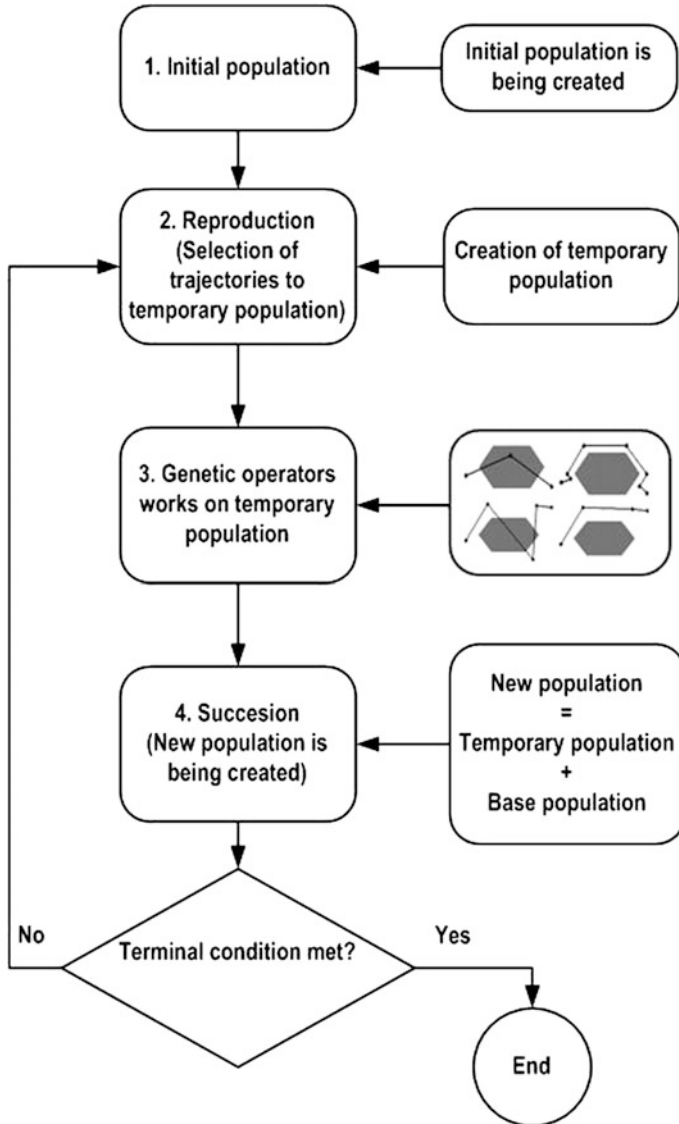 1. Initial population
Initial population is
being created
2. Reproduction
(Selection of
trajectories to
temporary population)
Creation of temporary
population
3. Genetic operators
works on temporary
population
4. Succesion
(New population is
being created)
New population
=
Temporary population
+
Base population
No
Terminal condition met?
Yes
End